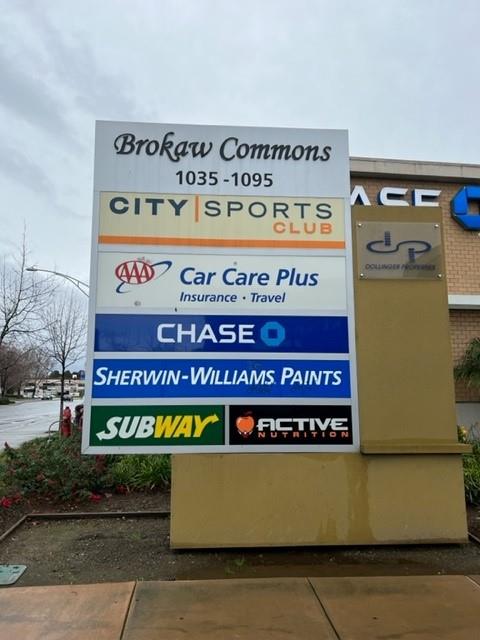 Brokaw Commons
1035-1095
CITY SPORTS
CLUB
AAA Car Care Plus
Insurance · Travel
CHASE
SHERWIN-WILLIAMS PAINTS
SUBWAY
ACTIVE
NUTRITION
DOLLINGER PROPERTIES
CHASE